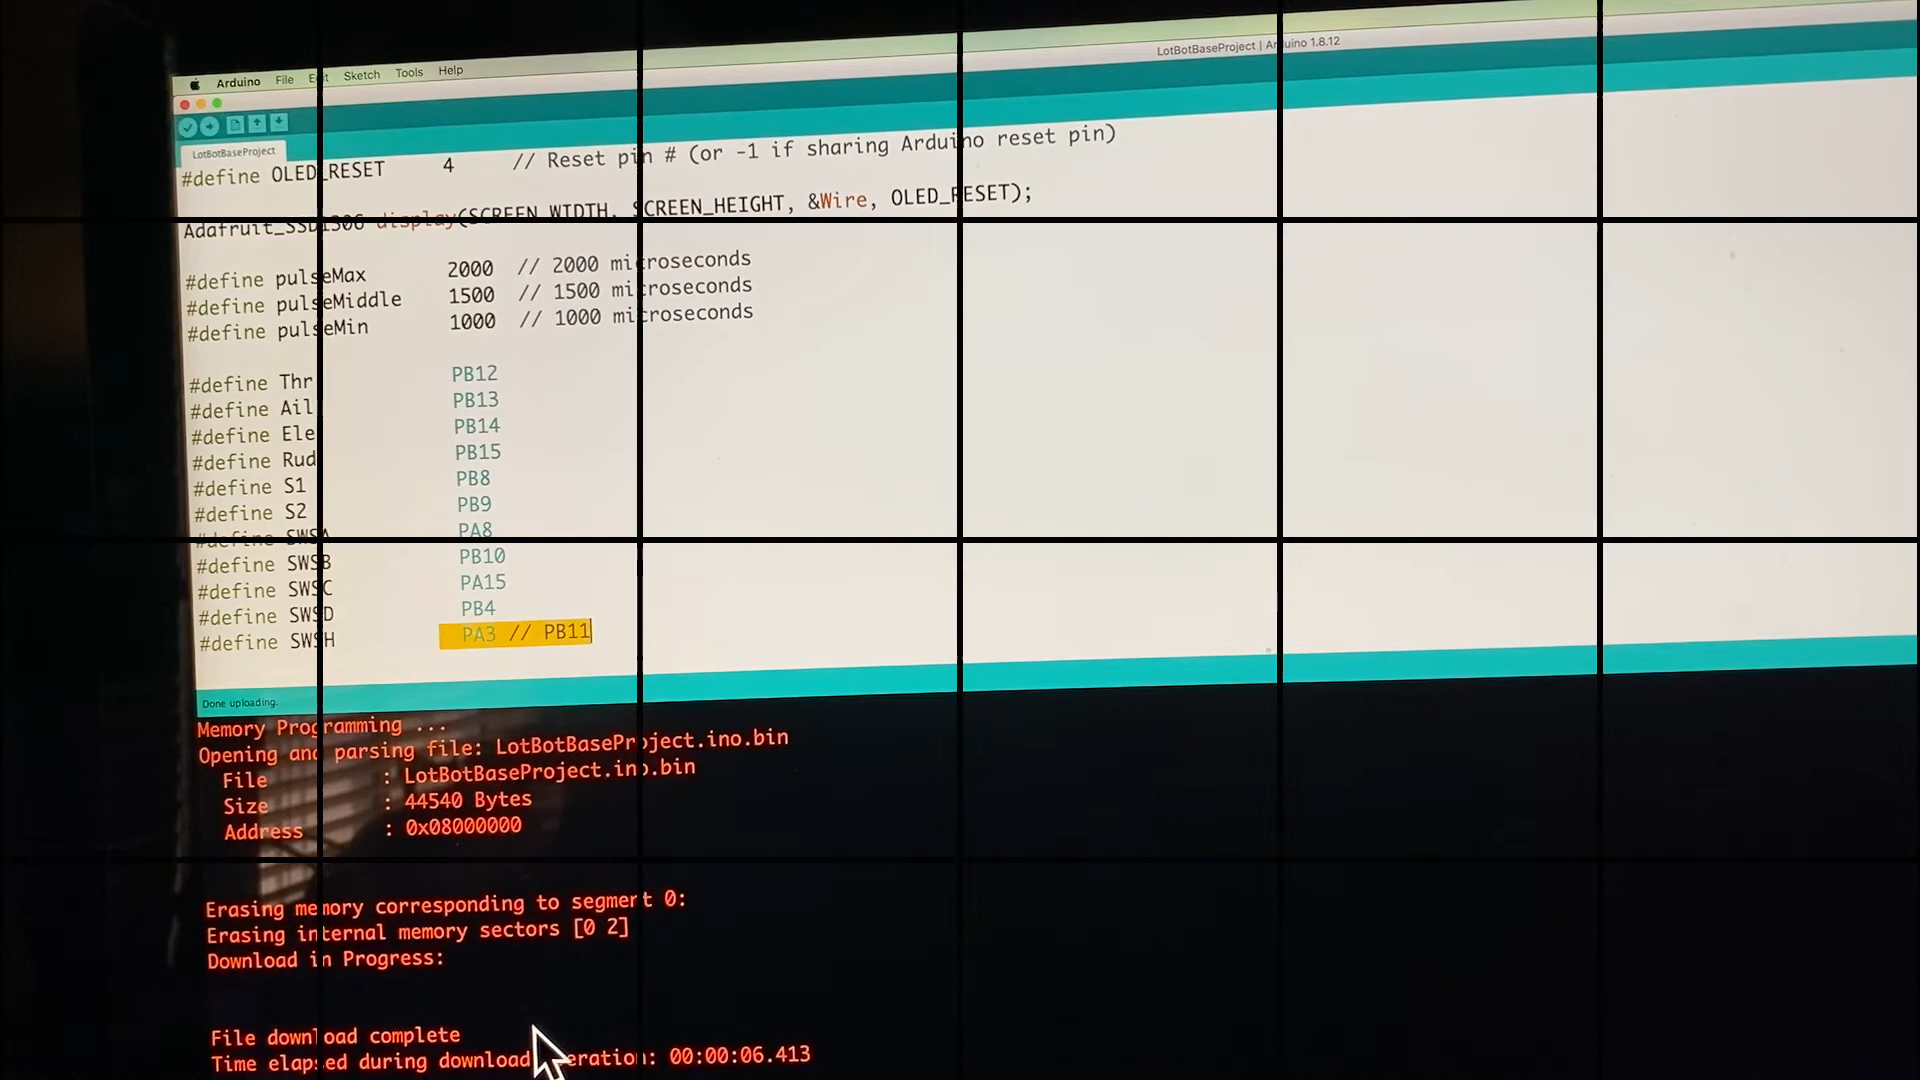 Arduino File Edit Sketch Tools Help
LotBotBaseProject | Arduino 1.8.12
LotBotBaseProject
#define OLED_RESET 4 // Reset pin # (or -1 if sharing Arduino reset pin)
Adafruit_SSD1306 display(SCREEN_WIDTH, SCREEN_HEIGHT, &Wire, OLED_RESET);
#define pulseMax 2000 // 2000 microseconds
#define pulseMiddle 1500 // 1500 microseconds
#define pulseMin 1000 // 1000 microseconds
#define Thr PB12
#define Ail PB13
#define Ele PB14
#define Rud PB15
#define S1 PB8
#define S2 PB9
#define SWSA PA8
#define SWSB PB10
#define SWSC PA15
#define SWSD PB4
#define SWSH PA3 // PB11
Done uploading.
Memory Programming ...
Opening and parsing file: LotBotBaseProject.ino.bin
File : LotBotBaseProject.ino.bin
Size : 44540 Bytes
Address : 0x08000000
Erasing memory corresponding to segment 0:
Erasing internal memory sectors [0 2]
Download in Progress:
File download complete
Time elapsed during download eration: 00:00:06.413